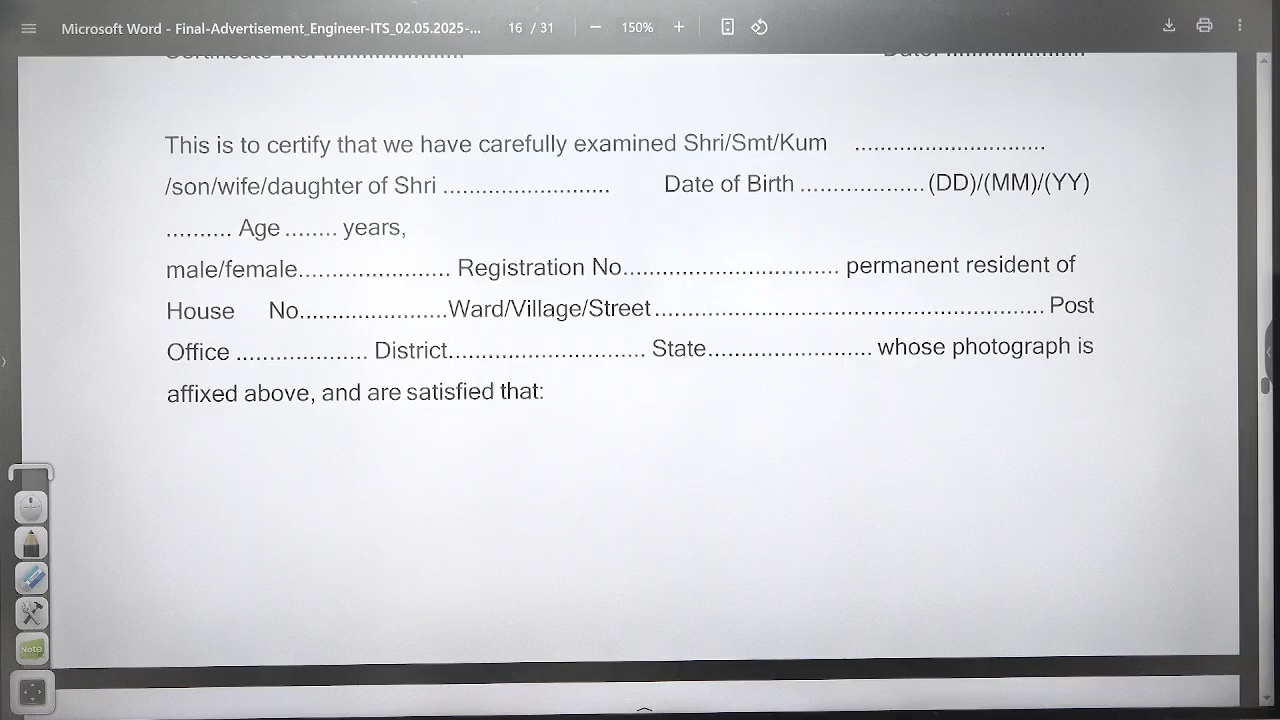 Microsoft Word - Final-Advertisement_Engineer-ITS_02.05.2025-...
16 / 31
150%
This is to certify that we have carefully examined Shri/Smt/Kum .............................
/son/wife/daughter of Shri .......................... Date of Birth ...................(DD)/(MM)/(YY)
.......... Age ........ years,
male/female....................... Registration No................................. permanent resident of
House No.......................Ward/Village/Street............................................................ Post
Office .................... District.............................. State......................... whose photograph is
affixed above, and are satisfied that:
Note